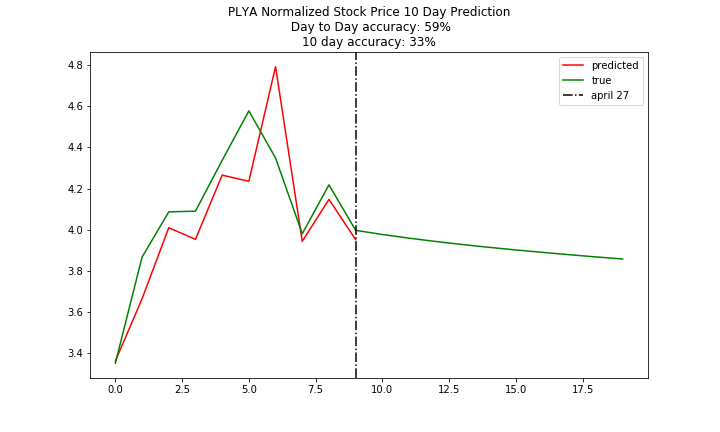 PLYA Normalized Stock Price 10 Day Prediction
Day to Day accuracy: 59%
10 day accuracy: 33%
predicted
true
april 27
4.8
4.6
4.4
4.2
4.0
3.8
3.6
3.4
0.0 2.5 5.0 7.5 10.0 12.5 15.0 17.5